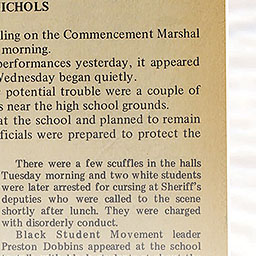 NICHOLS
ling on the Commencement Marshal
morning.
performances yesterday, it appeared
Wednesday began quietly.
potential trouble were a couple of
s near the high school grounds.
at the school and planned to remain
ficials were prepared to protect the
There were a few scuffles in the halls
Tuesday morning and two white students
were later arrested for cursing at Sheriff's
deputies who were called to the scene
shortly after lunch. They were charged
with disorderly conduct.
Black Student Movement leader
Preston Dobbins appeared at the school